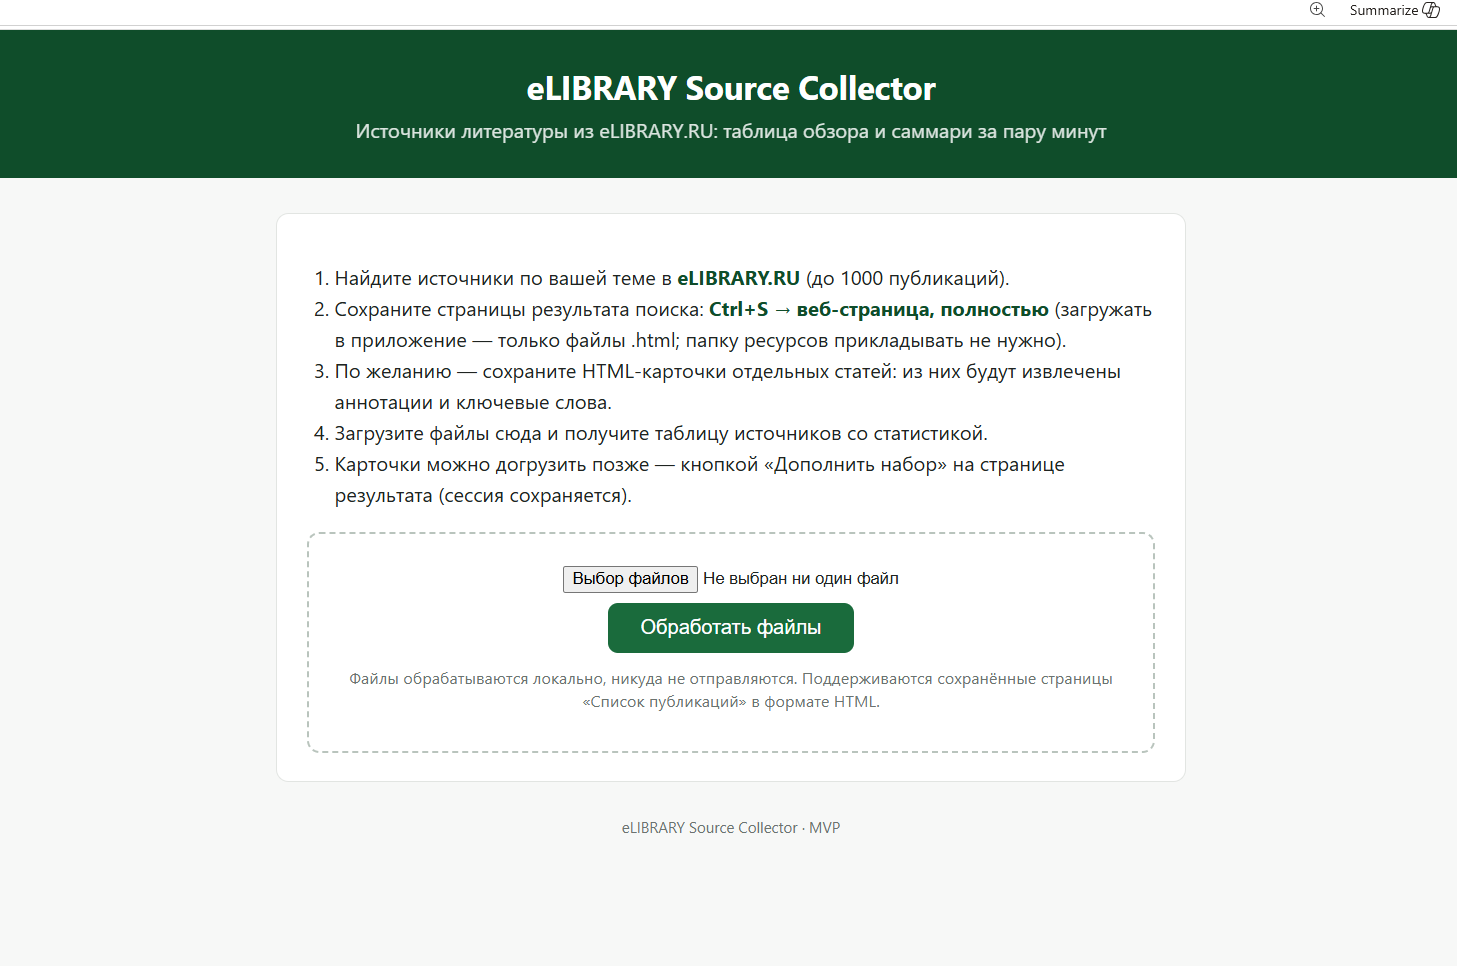 Summarize
eLIBRARY Source Collector
Источники литературы из eLIBRARY.RU: таблица обзора и саммари за пару минут
1. Найдите источники по вашей теме в eLIBRARY.RU (до 1000 публикаций).
2. Сохраните страницы результата поиска: Ctrl+S → веб-страница, полностью (загружать
в приложение — только файлы .html; папку ресурсов прикладывать не нужно).
3. По желанию — сохраните HTML-карточки отдельных статей: из них будут извлечены
аннотации и ключевые слова.
4. Загрузите файлы сюда и получите таблицу источников со статистикой.
5. Карточки можно догрузить позже — кнопкой «Дополнить набор» на странице
результата (сессия сохраняется).
Выбор файлов Не выбран ни один файл
Обработать файлы
Файлы обрабатываются локально, никуда не отправляются. Поддерживаются сохранённые страницы
«Список публикаций» в формате HTML.
eLIBRARY Source Collector · MVP